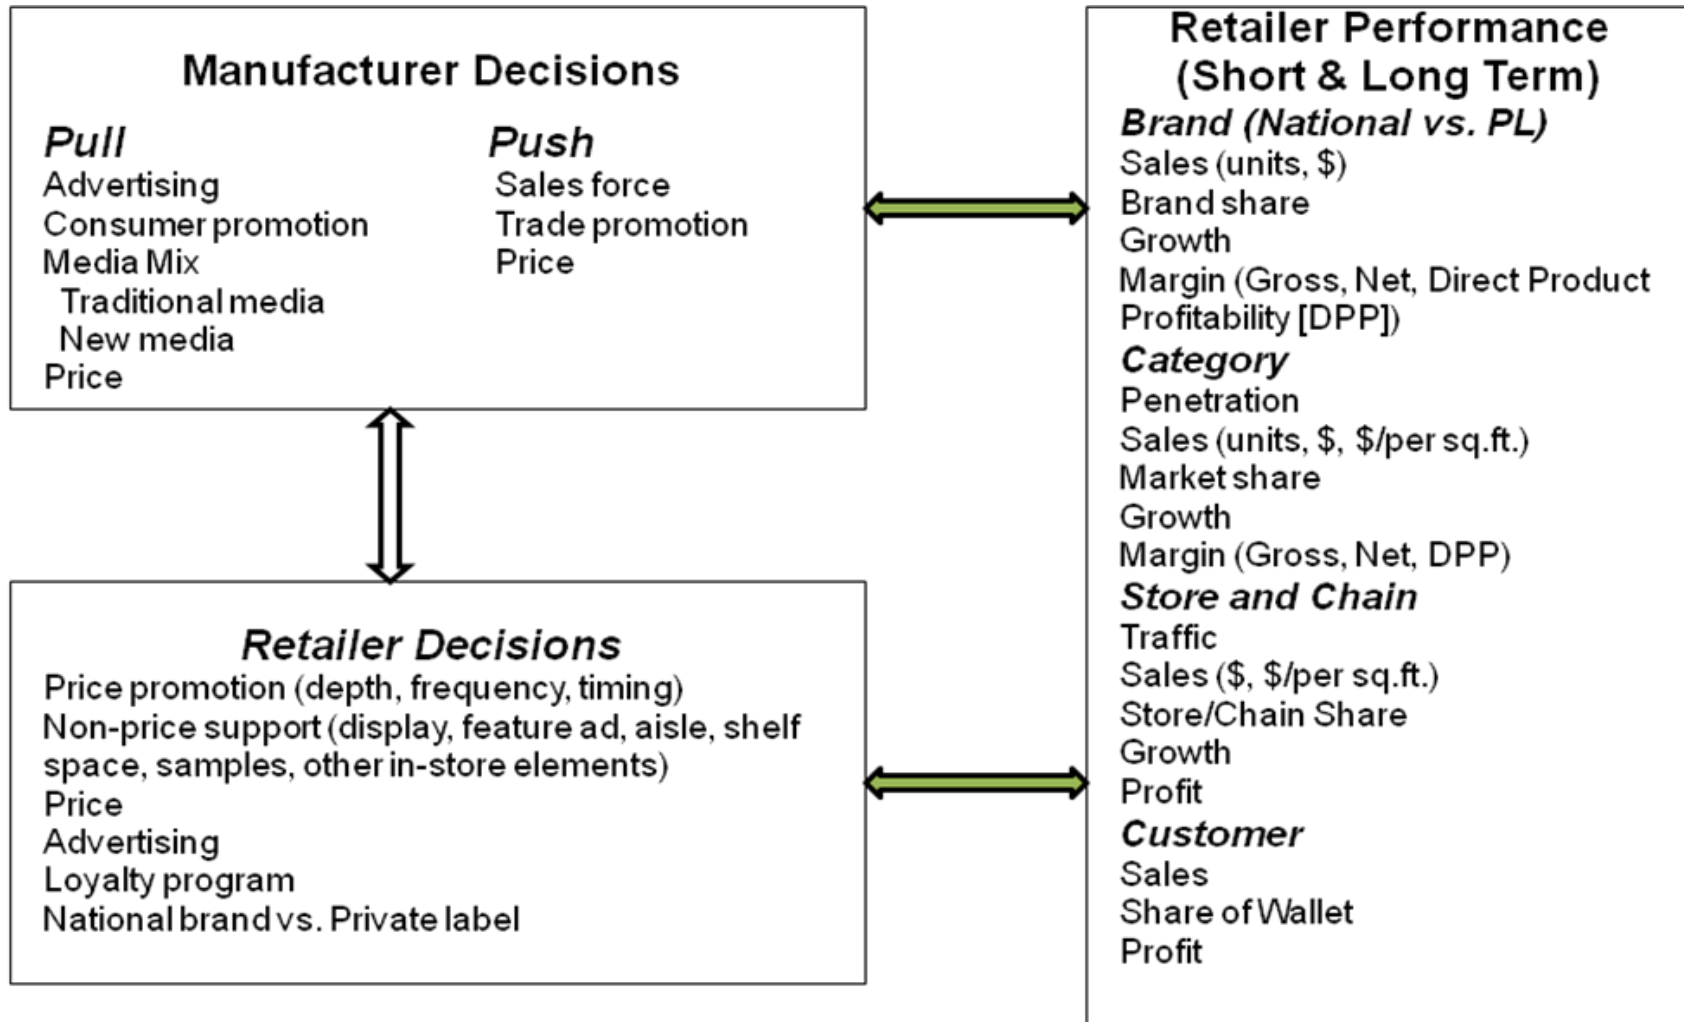 Manufacturer Decisions
Pull
Advertising
Consumer promotion
Media Mix
Traditional media
New media
Price
Push
Sales force
Trade promotion
Price
Retailer Decisions
Price promotion (depth, frequency, timing)
Non-price support (display, feature ad, aisle, shelf
space, samples, other in-store elements)
Price
Advertising
Loyalty program
National brand vs. Private label
Retailer Performance
(Short & Long Term)
Brand (National vs. PL)
Sales (units, $)
Brand share
Growth
Margin (Gross, Net, Direct Product
Profitability [DPP])
Category
Penetration
Sales (units, $, $/per sq.ft.)
Market share
Growth
Margin (Gross, Net, DPP)
Store and Chain
Traffic
Sales ($, $/per sq.ft.)
Store/Chain Share
Growth
Profit
Customer
Sales
Share of Wallet
Profit